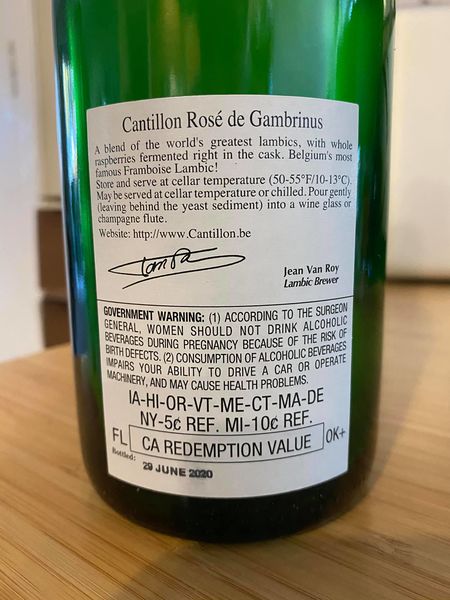 Cantillon Rosé de Gambrinus
A blend of the world's greatest lambics, with whole
raspberries fermented right in the cask. Belgium's most
famous Framboise Lambic!
Store and serve at cellar temperature (50-55°F/10-13°C).
May be served at cellar temperature or chilled. Pour gently
(leaving behind the yeast sediment) into a wine glass or
champagne flute.
Website: http://www.Cantillon.be
Jean Van Roy
Lambic Brewer
GOVERNMENT WARNING: (1) ACCORDING TO THE SURGEON
GENERAL, WOMEN SHOULD NOT DRINK ALCOHOLIC
BEVERAGES DURING PREGNANCY BECAUSE OF THE RISK OF
BIRTH DEFECTS. (2) CONSUMPTION OF ALCOHOLIC BEVERAGES
IMPAIRS YOUR ABILITY TO DRIVE A CAR OR OPERATE
MACHINERY, AND MAY CAUSE HEALTH PROBLEMS.
IA-HI-OR-VT-ME-CT-MA-DE
NY-5¢ REF. MI-10¢ REF.
FL CA REDEMPTION VALUE OK+
Bottled:
29 JUNE 2020